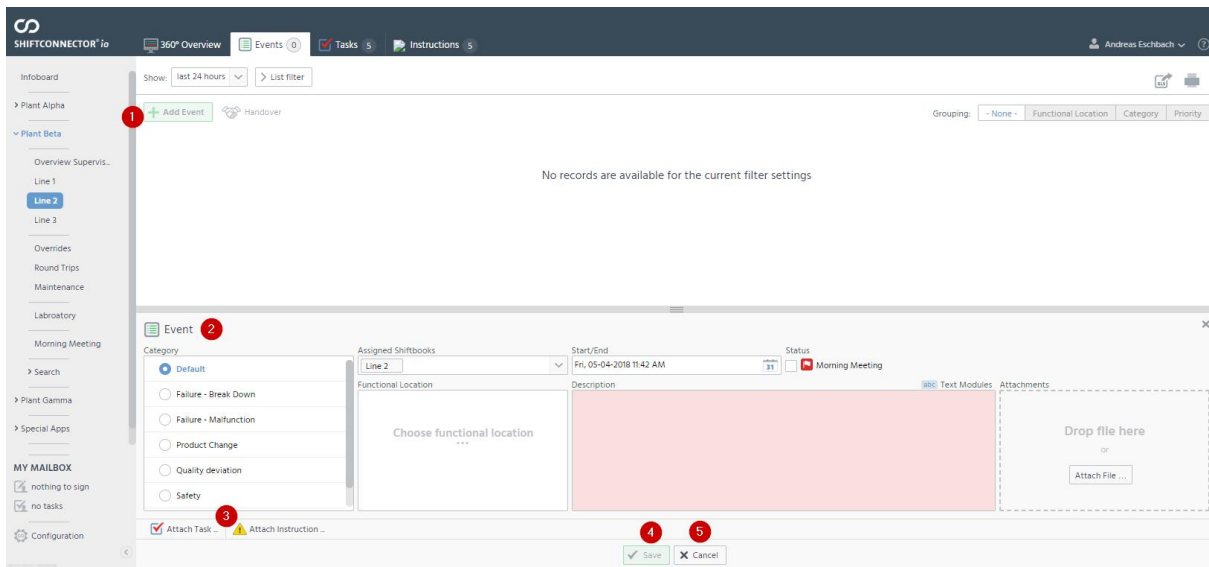 SHIFTCONNECTOR® io
360° Overview
Events 0
Tasks 5
Instructions 5
Andreas Eschbach
?
Infoboard
> Plant Alpha
Plant Beta
Overview Supervis..
Line 1
Line 2
Line 3
Overrides
Round Trips
Maintenance
Labroatory
Morning Meeting
> Search
> Plant Gamma
> Special Apps
MY MAILBOX
nothing to sign
no tasks
Configuration
Show: last 24 hours
> List filter
1
+ Add Event
Handover
Grouping: - None - Functional Location Category Priority
No records are available for the current filter settings
Event 2
Category
Default
Failure - Break Down
Failure - Malfunction
Product Change
Quality deviation
Safety
Assigned Shiftbooks
Line 2
Functional Location
Choose functional location
...
Start/End
Fri, 05-04-2018 11:42 AM
31
Status
Morning Meeting
Description
abc Text Modules
Attachments
Drop file here
or
Attach File ...
3
Attach Task ..
Attach Instruction ..
4
5
Save
X Cancel